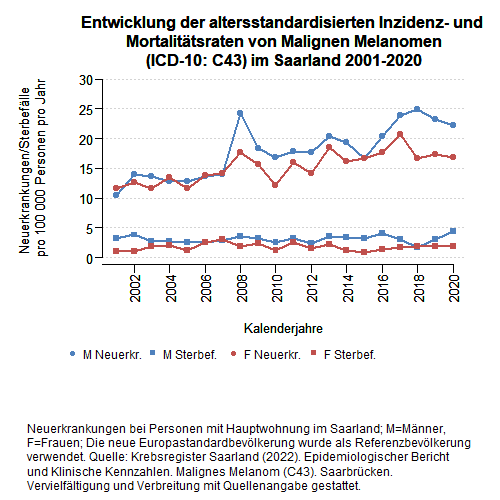 Entwicklung der altersstandardisierten Inzidenz- und
Mortalitätsraten von Malignen Melanomen
(ICD-10: C43) im Saarland 2001-2020
Neuerkrankungen/Sterbefälle
pro 100 000 Personen pro Jahr
30
25
20
15
10
5
0
2002 2004 2006 2008 2010 2012 2014 2016 2018 2020
Kalenderjahre
M Neuerkr. M Sterbef. F Neuerkr. F Sterbef.
Neuerkrankungen bei Personen mit Hauptwohnung im Saarland; M=Männer,
F=Frauen; Die neue Europastandardbevölkerung wurde als Referenzbevölkerung
verwendet. Quelle: Krebsregister Saarland (2022). Epidemiologischer Bericht
und Klinische Kennzahlen. Malignes Melanom (C43). Saarbrücken.
Vervielfältigung und Verbreitung mit Quellenangabe gestattet.